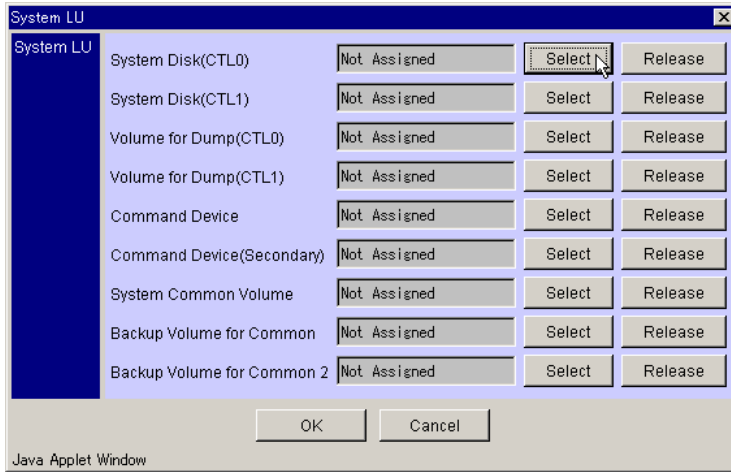 System LU
System LU
System Disk(CTL0) Not Assigned Select Release
System Disk(CTL1) Not Assigned Select Release
Volume for Dump(CTL0) Not Assigned Select Release
Volume for Dump(CTL1) Not Assigned Select Release
Command Device Not Assigned Select Release
Command Device(Secondary) Not Assigned Select Release
System Common Volume Not Assigned Select Release
Backup Volume for Common Not Assigned Select Release
Backup Volume for Common 2 Not Assigned Select Release
OK Cancel
Java Applet Window